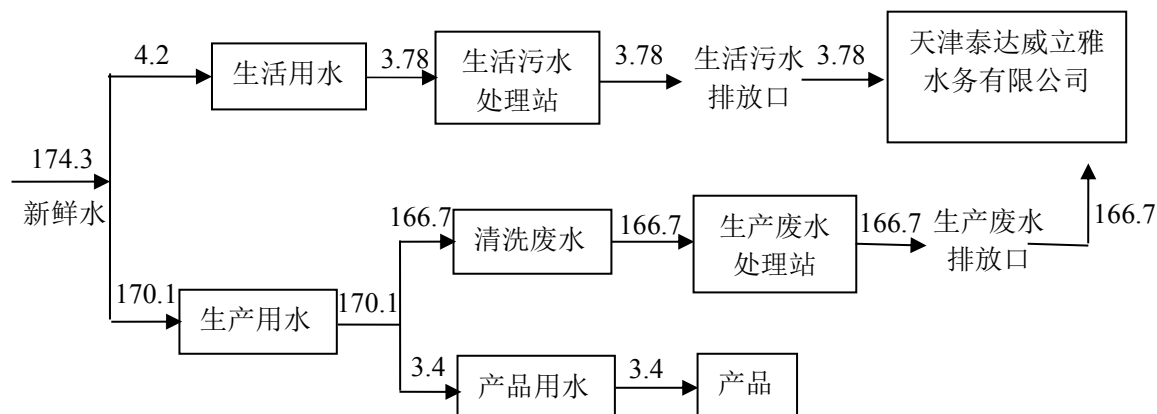 4.2
生活用水
3.78
生活污水
处理站
3.78
生活污水
排放口
3.78
天津泰达威立雅
水务有限公司
174.3
新鲜水
166.7
清洗废水
166.7
生产废水
处理站
166.7
生产废水
排放口
166.7
170.1
生产用水
170.1
3.4
产品用水
3.4
产品